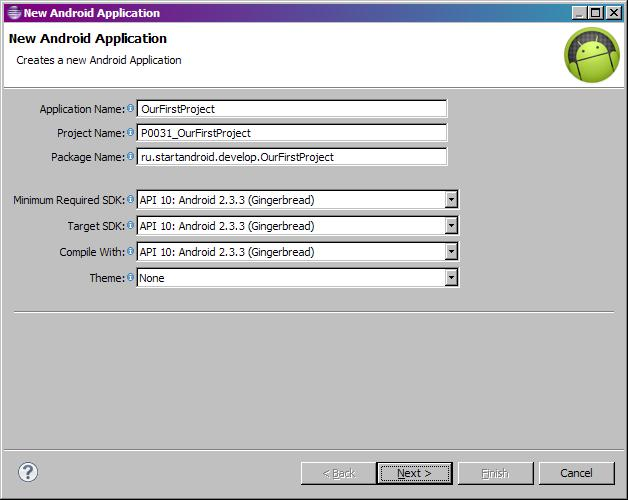 New Android Application
New Android Application
Creates a new Android Application
Application Name: OurFirstProject
Project Name: P0031_OurFirstProject
Package Name: ru.startandroid.develop.OurFirstProject
Minimum Required SDK: API 10: Android 2.3.3 (Gingerbread)
Target SDK: API 10: Android 2.3.3 (Gingerbread)
Compile With: API 10: Android 2.3.3 (Gingerbread)
Theme: None
< Back Next > Finish Cancel